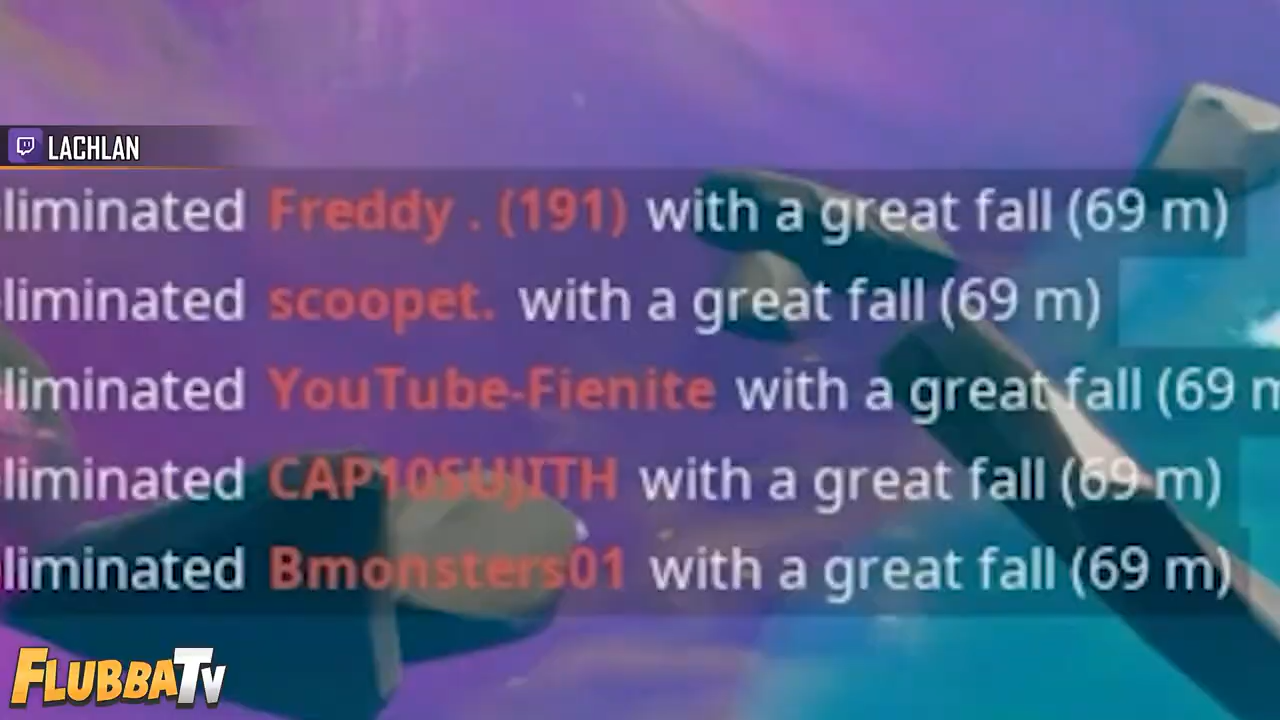 LACHLAN
liminated Freddy . (191) with a great fall (69 m)
liminated scoopet. with a great fall (69 m)
liminated YouTube-Fienite with a great fall (69 m
liminated CAP10SUJITH with a great fall (69 m)
liminated Bmonsters01 with a great fall (69 m)
FLUBBATV